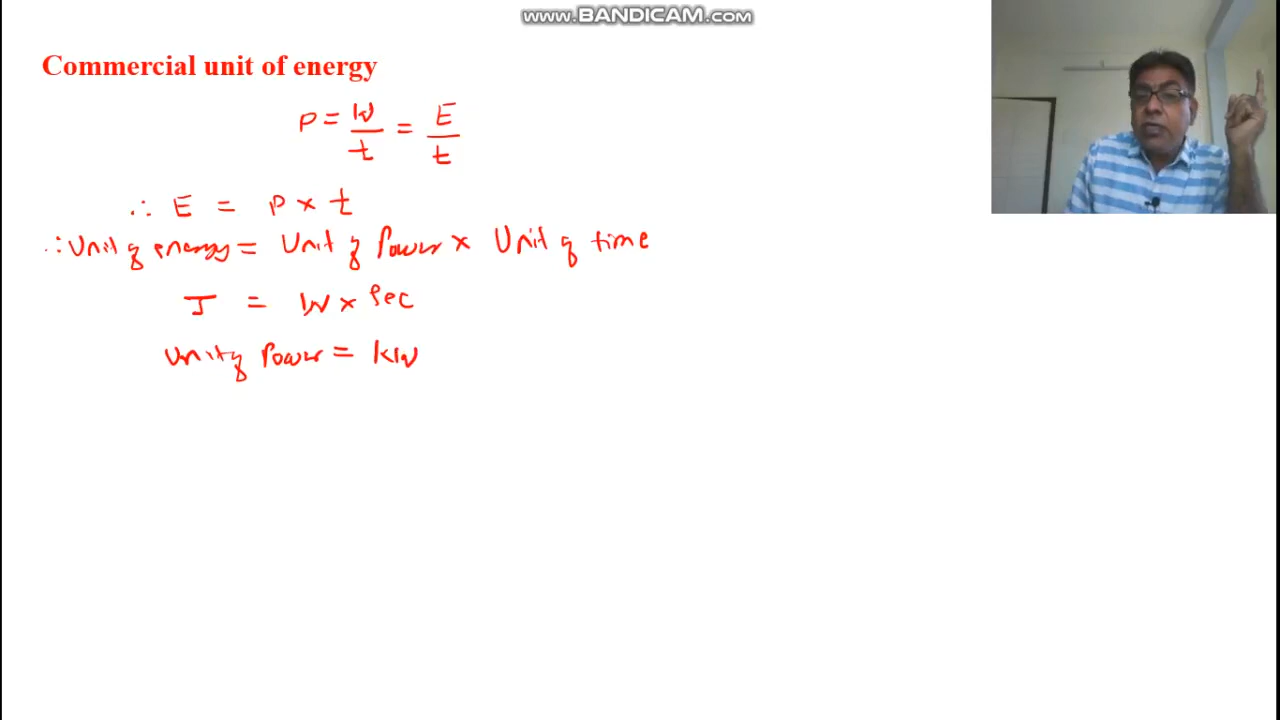 www.BANDICAM.com
Commercial unit of energy
P = W/t = E/t
∴ E = P × t
∴ Unit of energy = Unit of Power × Unit of time
J = W × Sec
Unit of Power = kW